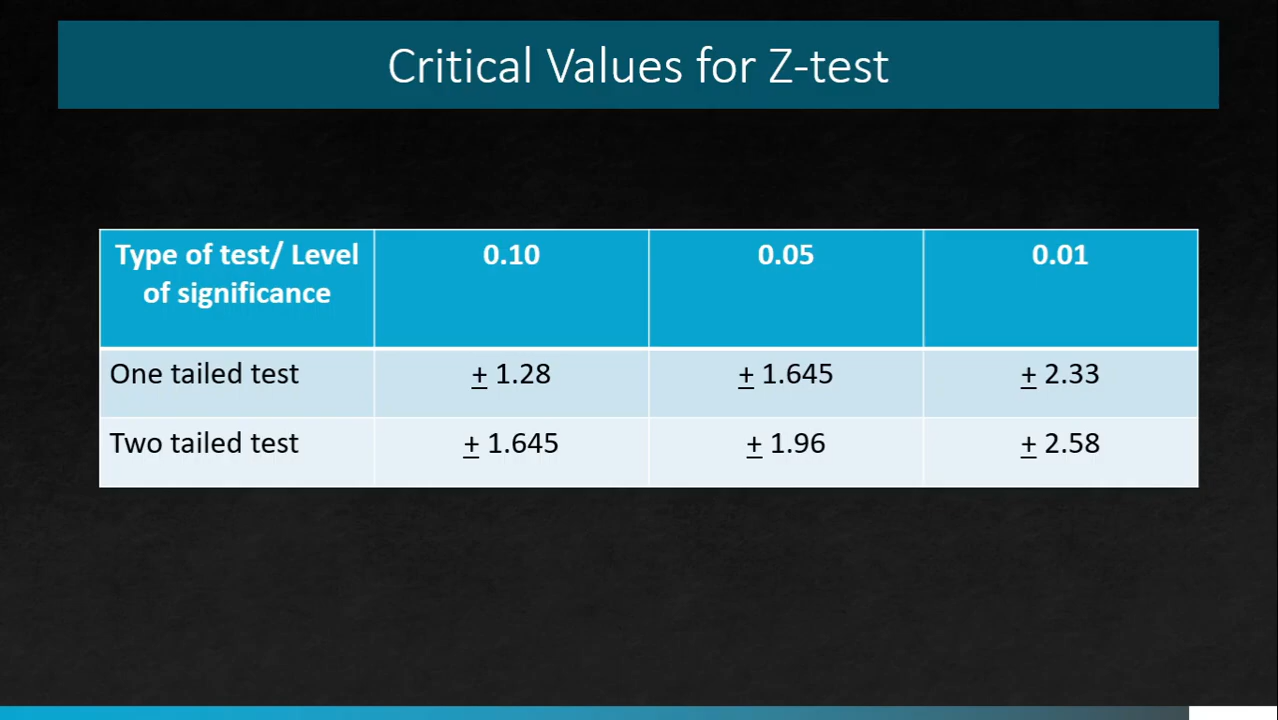 Critical Values for Z-test
Type of test/ Level of significance 0.10 0.05 0.01
One tailed test ± 1.28 ± 1.645 ± 2.33
Two tailed test ± 1.645 ± 1.96 ± 2.58